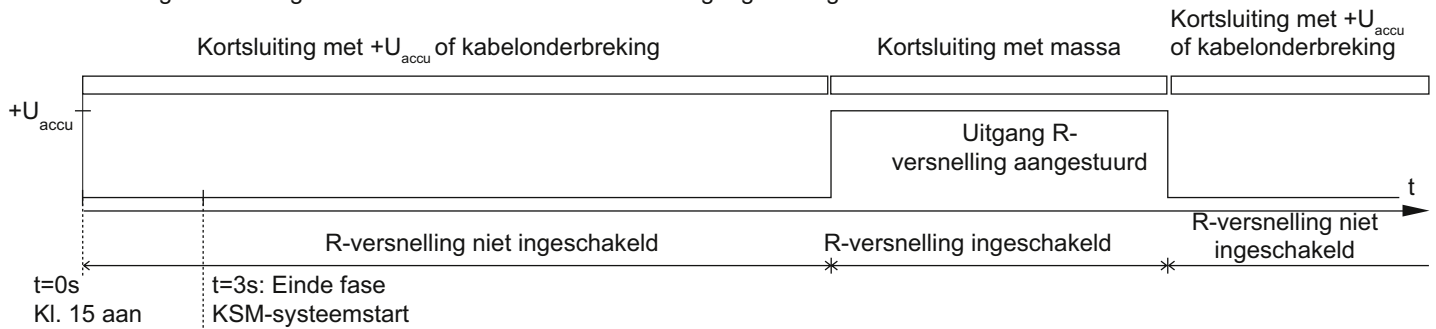 Kortsluiting met +U accu of kabelonderbreking
Kortsluiting met massa
Kortsluiting met +U accu
of kabelonderbreking
+U accu
Uitgang R-
versnelling aangestuurd
t
R-versnelling niet ingeschakeld
R-versnelling ingeschakeld
R-versnelling niet
ingeschakeld
t=0s
Kl. 15 aan
t=3s: Einde fase
KSM-systeemstart